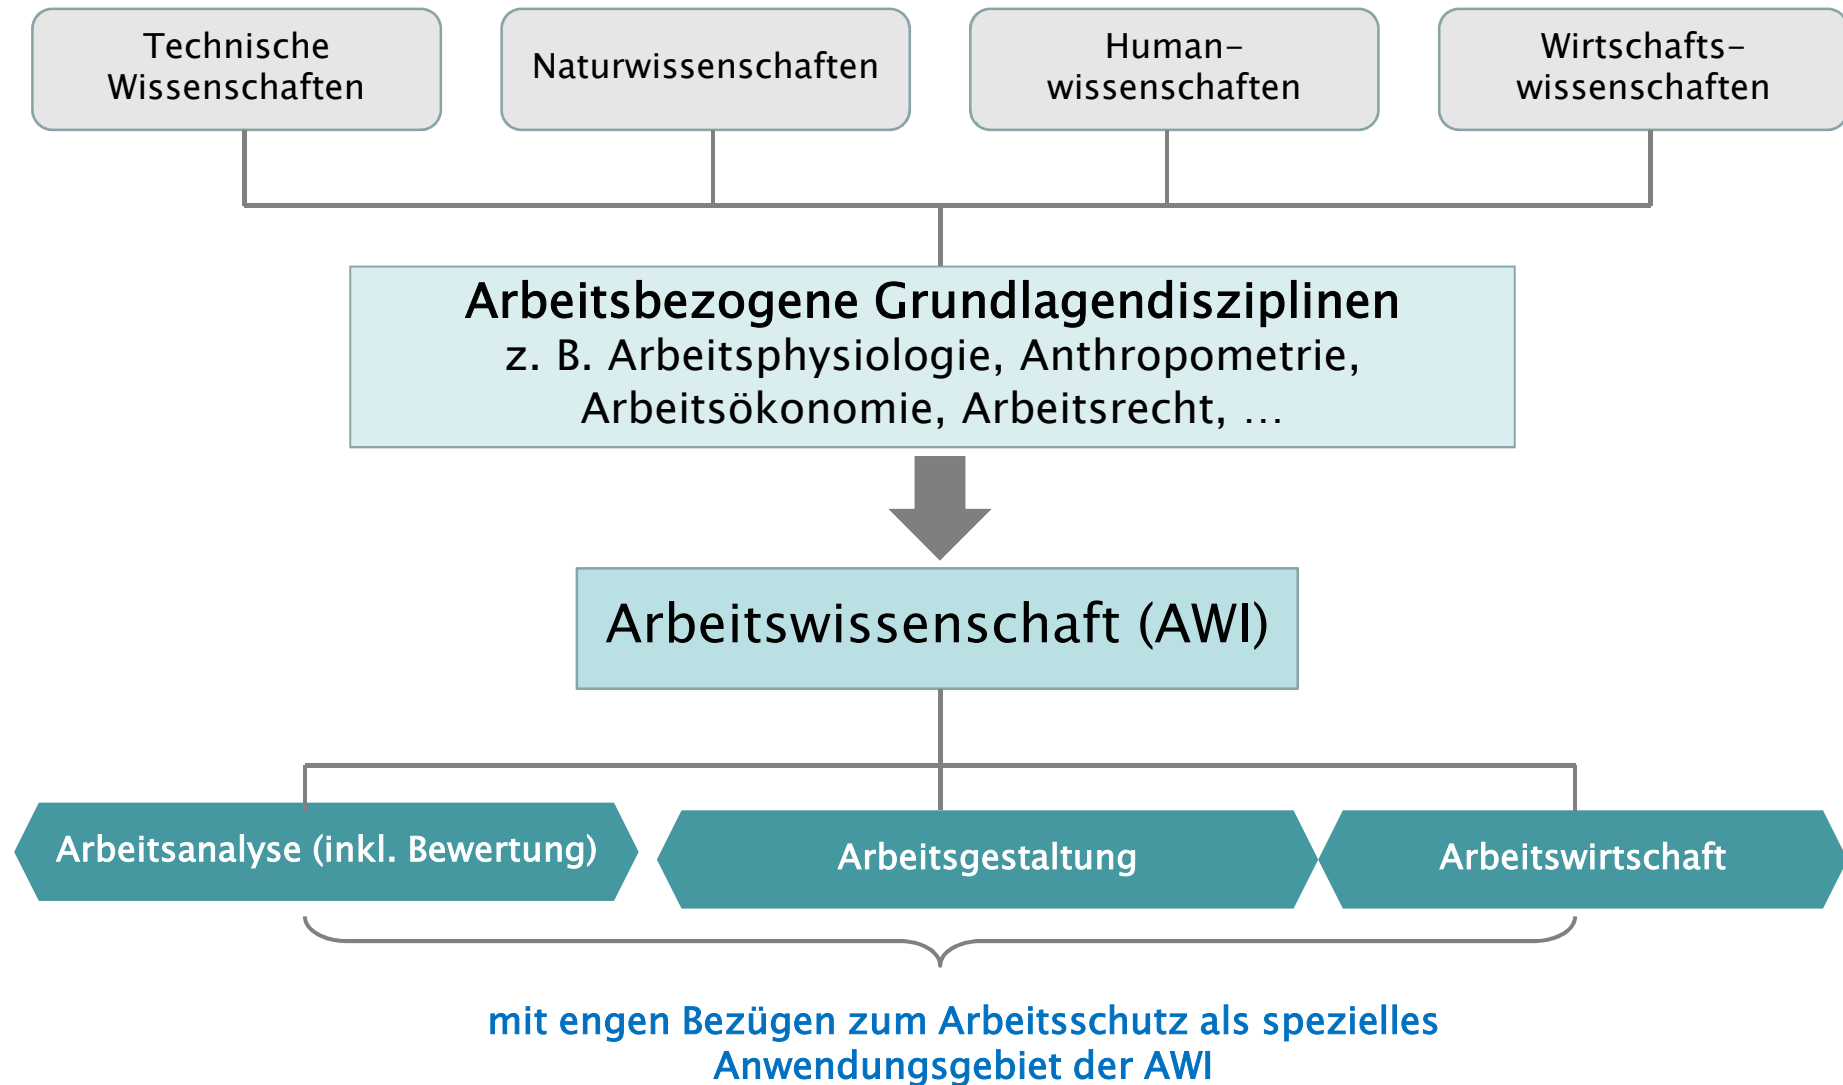 Technische
Wissenschaften
Naturwissenschaften
Human-
wissenschaften
Wirtschafts-
wissenschaften
Arbeitsbezogene Grundlagendisziplinen
z. B. Arbeitsphysiologie, Anthropometrie,
Arbeitsökonomie, Arbeitsrecht, …
Arbeitswissenschaft (AWI)
Arbeitsanalyse (inkl. Bewertung)
Arbeitsgestaltung
Arbeitswirtschaft
mit engen Bezügen zum Arbeitsschutz als spezielles
Anwendungsgebiet der AWI